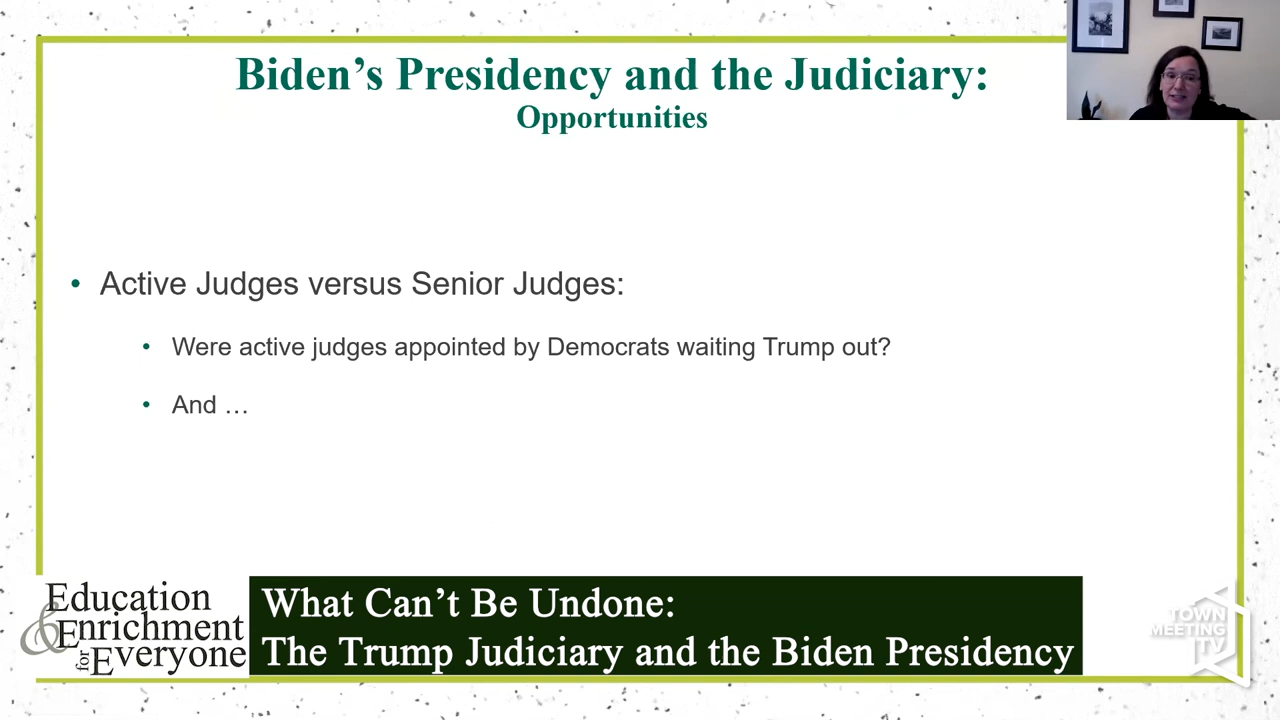 Biden’s Presidency and the Judiciary:
Opportunities
• Active Judges versus Senior Judges:
• Were active judges appointed by Democrats waiting Trump out?
• And …
Education
& Enrichment
for Everyone
What Can’t Be Undone:
The Trump Judiciary and the Biden Presidency
TOWN
MEETING
TV